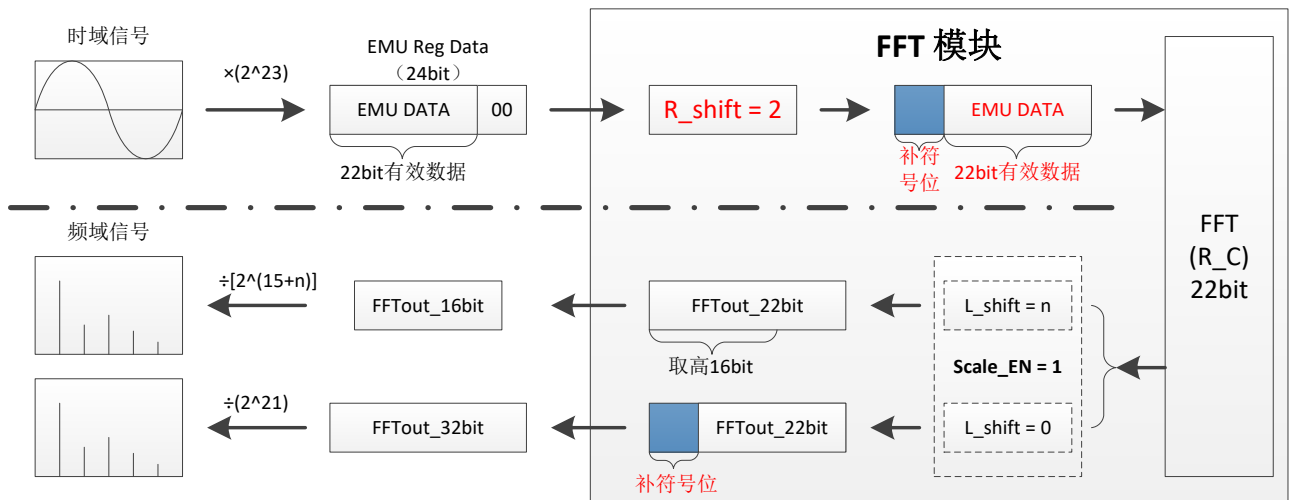 时域信号
×(2^23)
EMU Reg Data
（24bit）
EMU DATA
00
22bit有效数据
FFT 模块
R_shift = 2
EMU DATA
补符
号位
22bit有效数据
FFT
(R_C)
22bit
频域信号
÷[2^(15+n)]
FFTout_16bit
FFTout_22bit
取高16bit
L_shift = n
Scale_EN = 1
L_shift = 0
÷(2^21)
FFTout_32bit
FFTout_22bit
补符号位